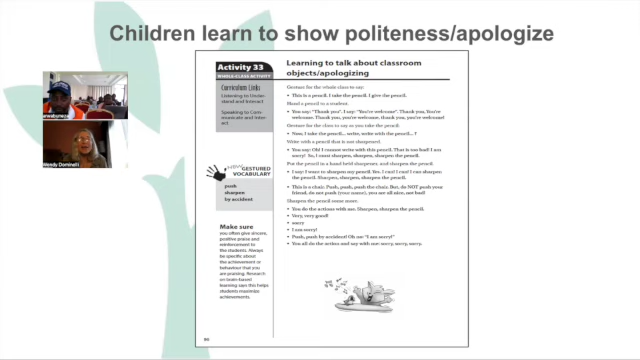 Children learn to show politeness/apologize
Wendy Dominati
Activity 33
WHOLE-CLASS ACTIVITY
Curriculum Links
Listening to Under-
stand and Interact
Speaking to Com-
municate and Inter-
act
GESTURED
VOCABULARY
push
sharpen
by accident
Make sure
you often give sincere,
positive praise and
reinforcement to
the students. Always
be specific about
the achievement or
behaviour that you
are praising. Research
on brain-based
learning says this helps
students maximize
achievements.
Learning to talk about classroom
objects/apologizing
Gesture for the whole class to say:
• This is a pencil. I take the pencil. I give the pencil.
Hand a pencil to a student.
• You say: "Thank you". I say: "You're welcome". Thank you, You're
welcome. Thank you, you're welcome, thank you, you're welcome!
Gesture for the class to say as you take the pencil:
• Now, I take the pencil... write, write with the pencil... ?
Write with a pencil that is not sharpened.
• You say: Oh! I cannot write with this pencil. That is too bad! I am
sorry! So, I must sharpen, sharpen, sharpen the pencil.
Put the pencil in a hand held sharpener, and sharpen the pencil.
• I say: I want to sharpen my pencil. Yes. I can! I can! I can sharpen
the pencil. Sharpen, sharpen, sharpen the pencil.
• This is a chair. Push, push, push the chair. But, do NOT push your
friend, do not push (your name), you are all nice, not bad!
Sharpen the pencil some more.
• You do the actions with me. Sharpen, sharpen the pencil.
• Very, very good!
• sorry
• I am sorry!
• Push, push by accident! Oh no: "I am sorry!"
• You all do the action and say with me: sorry, sorry, sorry.